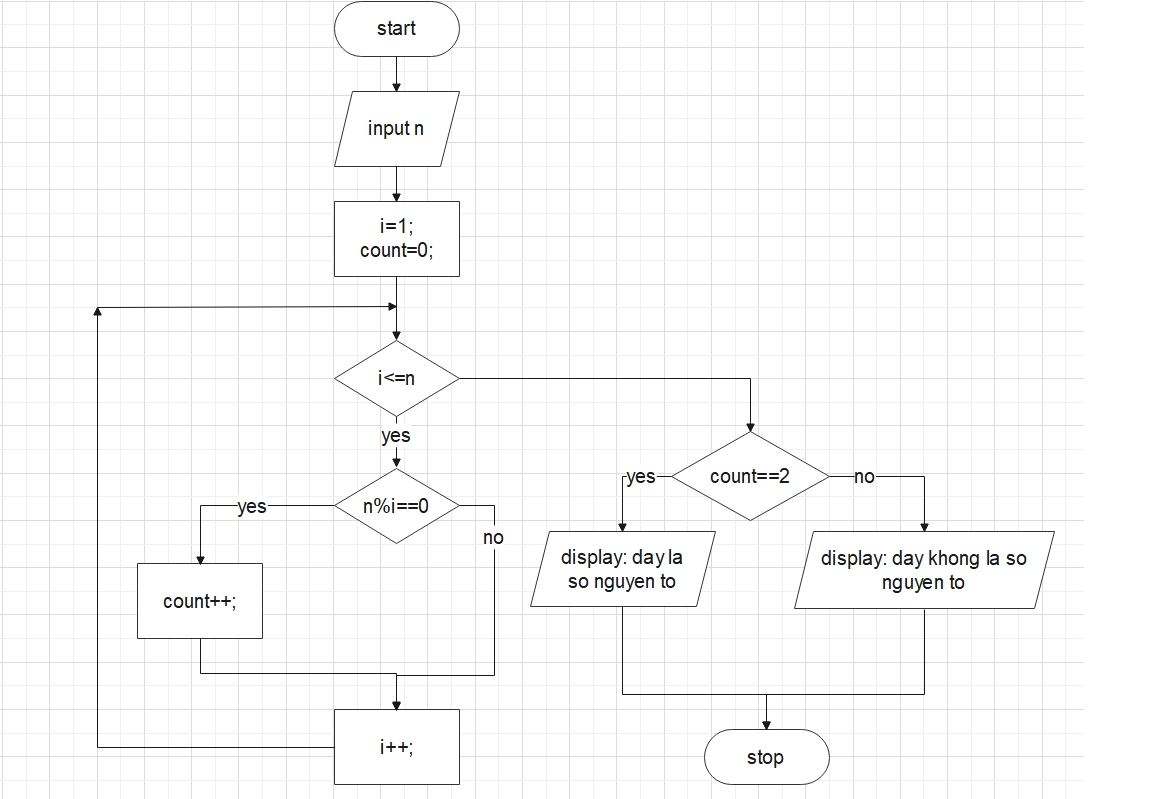 start
input n
i=1;
count=0;
i<=n
yes
n%i==0
yes
no
count++;
i++;
count==2
yes
no
display: day la
so nguyen to
display: day khong la so
nguyen to
stop